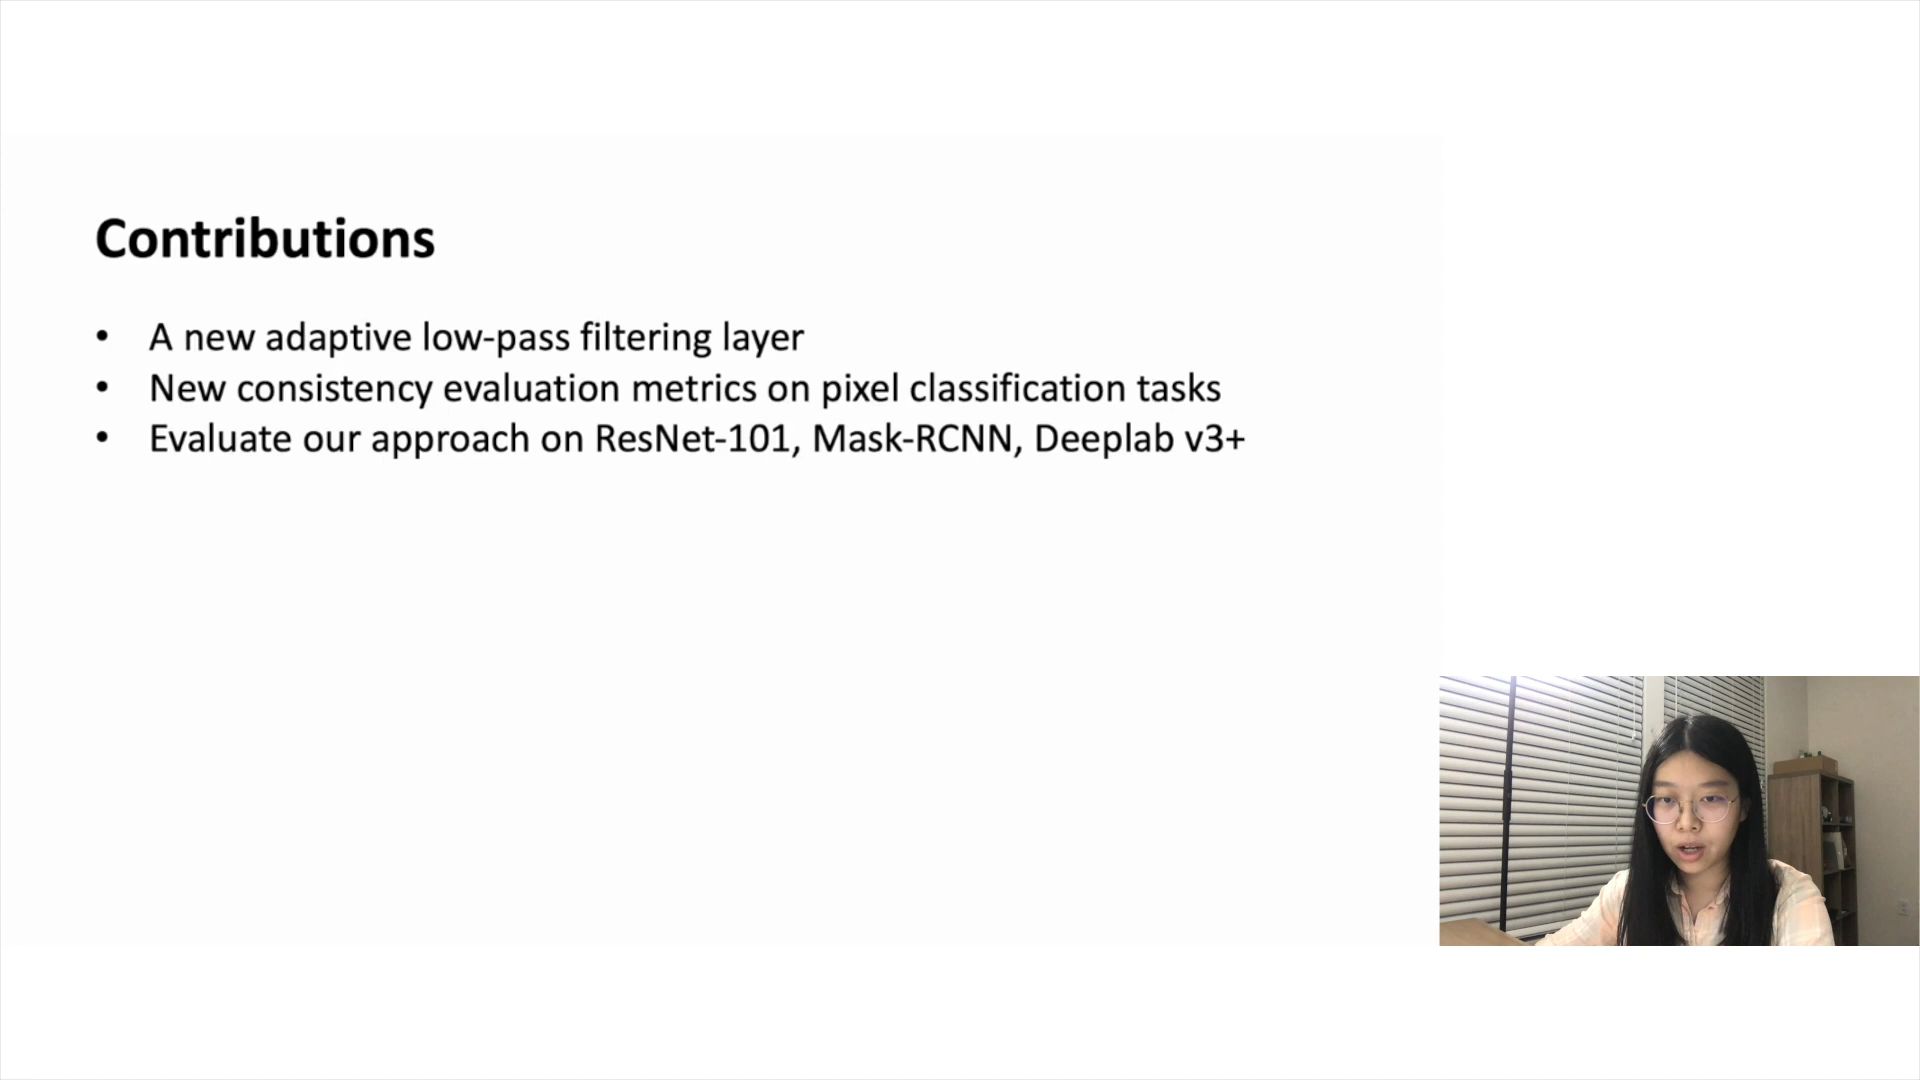 Contributions
• A new adaptive low-pass filtering layer
• New consistency evaluation metrics on pixel classification tasks
• Evaluate our approach on ResNet-101, Mask-RCNN, Deeplab v3+